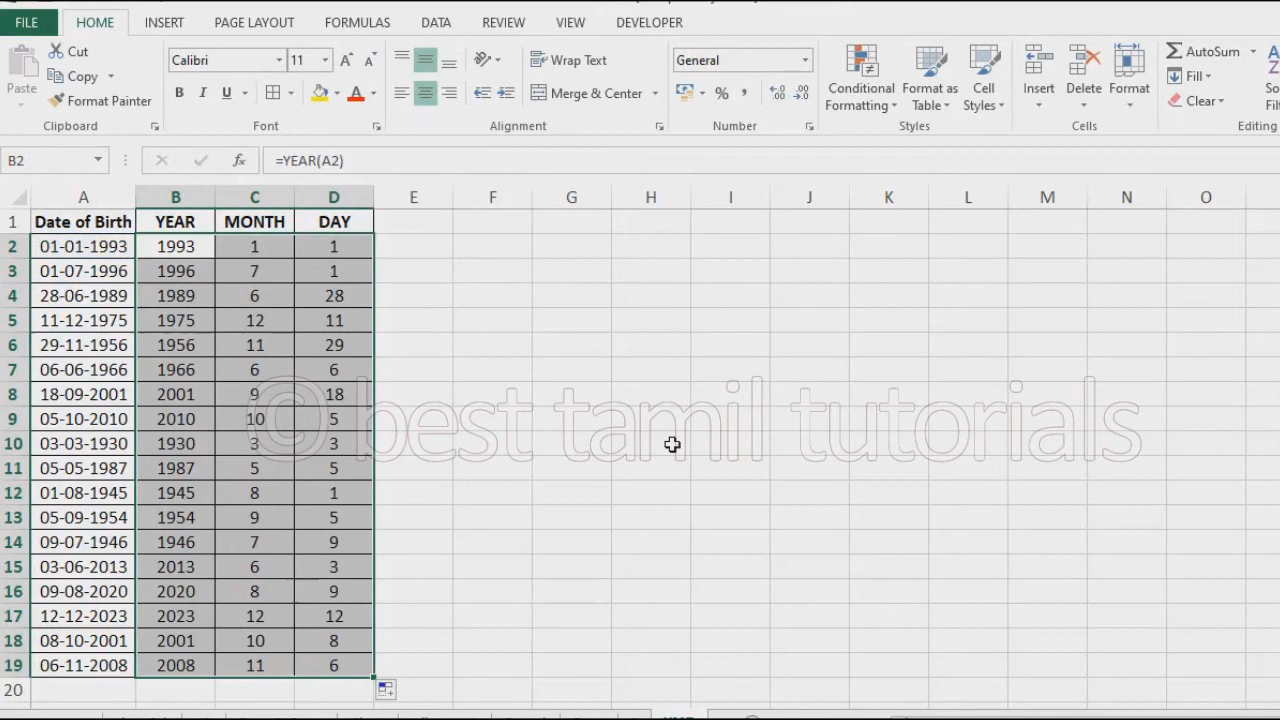 FILE HOME INSERT PAGE LAYOUT FORMULAS DATA REVIEW VIEW DEVELOPER
Cut
Copy
Format Painter
Paste
Clipboard
Calibri 11
B I U
Font
Wrap Text
Merge & Center
Alignment
General
Number
Conditional Formatting
Format as Table
Cell Styles
Styles
Insert Delete Format
Cells
AutoSum
Fill
Clear
Editing
B2 fx =YEAR(A2)
A B C D E F G H I J K L M N O
1 Date of Birth YEAR MONTH DAY
2 01-01-1993 1993 1 1
3 01-07-1996 1996 7 1
4 28-06-1989 1989 6 28
5 11-12-1975 1975 12 11
6 29-11-1956 1956 11 29
7 06-06-1966 1966 6 6
8 18-09-2001 2001 9 18
9 05-10-2010 2010 10 5
10 03-03-1930 1930 3 3
11 05-05-1987 1987 5 5
12 01-08-1945 1945 8 1
13 05-09-1954 1954 9 5
14 09-07-1946 1946 7 9
15 03-06-2013 2013 6 3
16 09-08-2020 2020 8 9
17 12-12-2023 2023 12 12
18 08-10-2001 2001 10 8
19 06-11-2008 2008 11 6
20
© best tamil tutorials